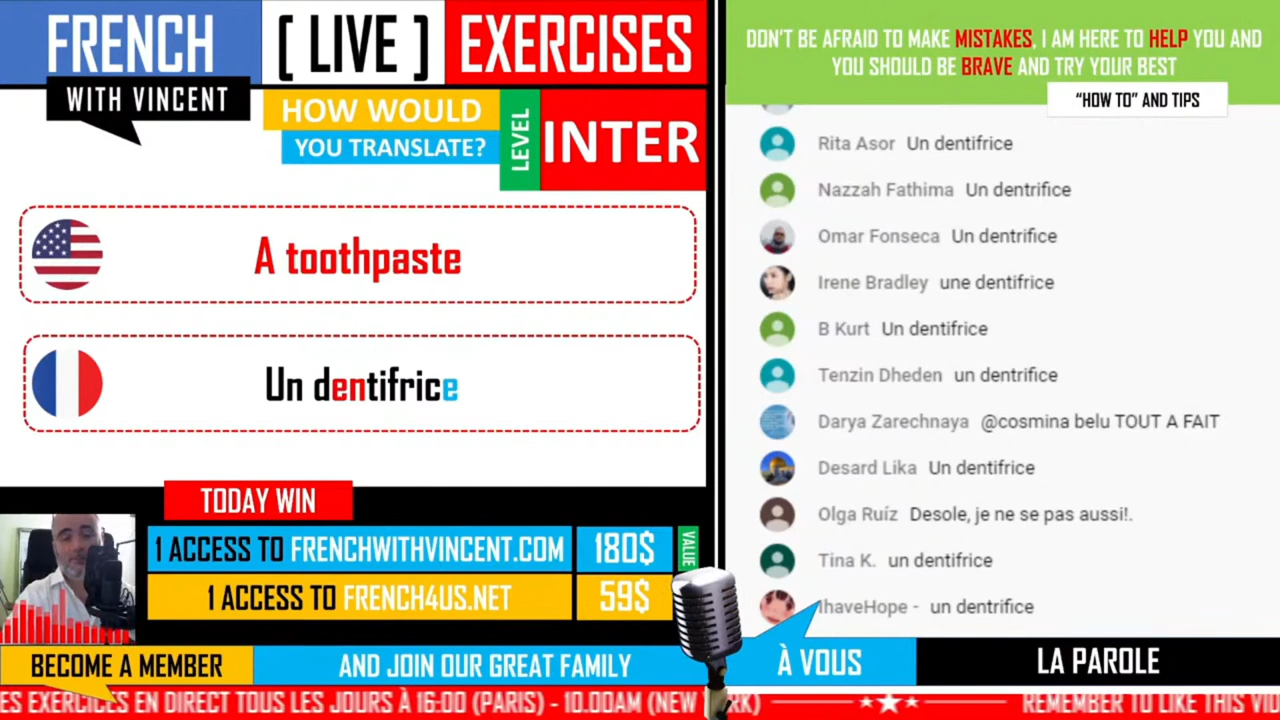 FRENCH
[ LIVE ]
EXERCISES
WITH VINCENT
HOW WOULD
YOU TRANSLATE?
LEVEL
INTER
A toothpaste
Un dentifrice
TODAY WIN
1 ACCESS TO FRENCHWITHVINCENT.COM 180$
1 ACCESS TO FRENCH4US.NET 59$
VALUE
BECOME A MEMBER
AND JOIN OUR GREAT FAMILY
DON'T BE AFRAID TO MAKE MISTAKES, I AM HERE TO HELP YOU AND
YOU SHOULD BE BRAVE AND TRY YOUR BEST
"HOW TO" AND TIPS
Rita Asor Un dentifrice
Nazzah Fathima Un dentrifice
Omar Fonseca Un dentrifice
Irene Bradley une dentifrice
B Kurt Un dentifrice
Tenzin Dheden un dentrifice
Darya Zarechnaya @cosmina belu TOUT A FAIT
Desard Lika Un dentifrice
Olga Ruíz Desole, je ne se pas aussi!.
Tina K. un dentifrice
IhaveHope - un dentrifice
À VOUS
LA PAROLE
ES EXERCICES EN DIRECT TOUS LES JOURS À 16:00 (PARIS) - 10.00AM (NEW RK) REMEMBER TO LIKE THIS VID